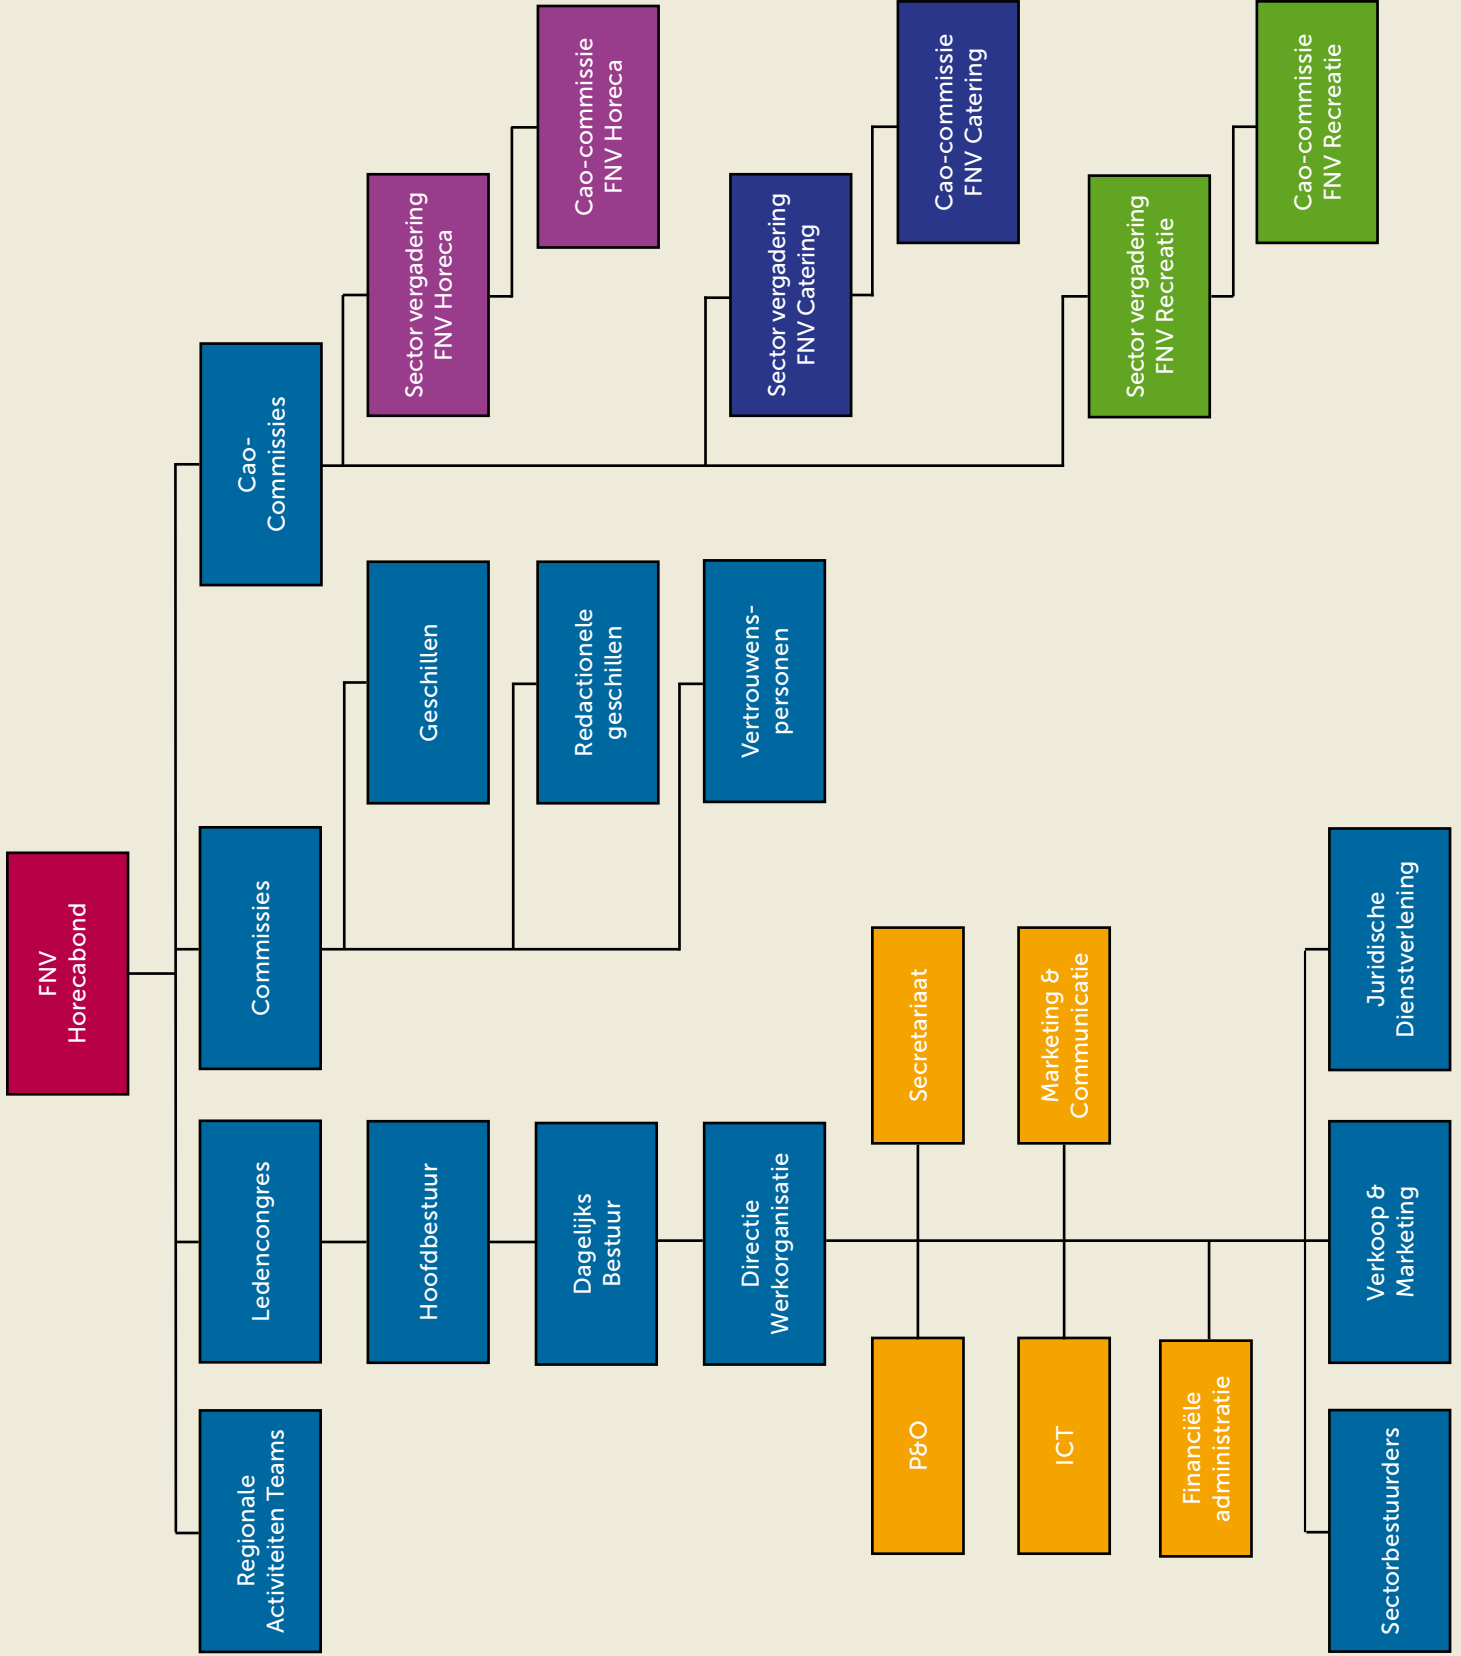 FNV
Horecabond
Regionale
Activiteiten Teams
Ledencongres
Commissies
Cao-
Commissies
Hoofdbestuur
Geschillen
Sector vergadering
FNV Horeca
Dagelijks
Bestuur
Redactionele
geschillen
Cao-commissie
FNV Horeca
Directie
Werkorganisatie
Vertrouwens-
personen
Sector vergadering
FNV Catering
P&O
Secretariaat
Cao-commissie
FNV Catering
ICT
Marketing &
Communicatie
Sector vergadering
FNV Recreatie
Financiële
administratie
Cao-commissie
FNV Recreatie
Sectorbestuurders
Verkoop &
Marketing
Juridische
Dienstverlening